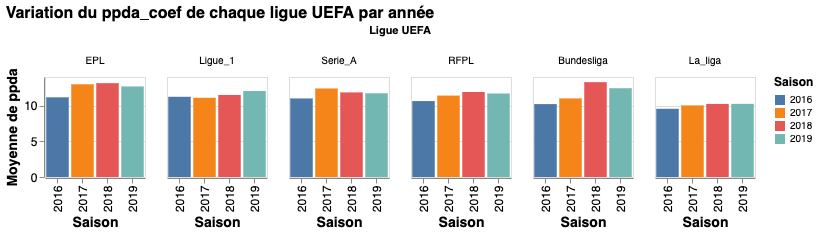 Variation du ppda_coef de chaque ligue UEFA par année
Ligue UEFA
EPL Ligue_1 Serie_A RFPL Bundesliga La_liga
Moyenne de ppda
10
5
0
2016 2017 2018 2019 2016 2017 2018 2019 2016 2017 2018 2019 2016 2017 2018 2019 2016 2017 2018 2019 2016 2017 2018 2019
Saison Saison Saison Saison Saison Saison
Saison
2016
2017
2018
2019